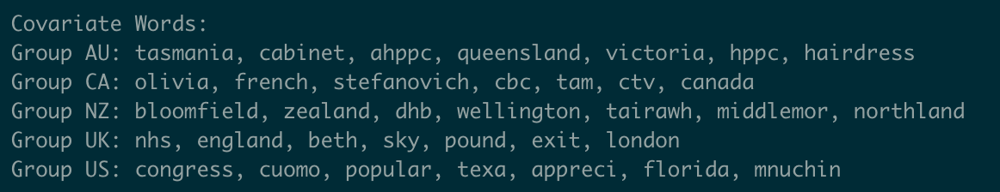 Covariate Words:
Group AU: tasmania, cabinet, ahppc, queensland, victoria, hppc, hairdress
Group CA: olivia, french, stefanovich, cbc, tam, ctv, canada
Group NZ: bloomfield, zealand, dhb, wellington, tairawh, middlemor, northland
Group UK: nhs, england, beth, sky, pound, exit, london
Group US: congress, cuomo, popular, texa, appreci, florida, mnuchin